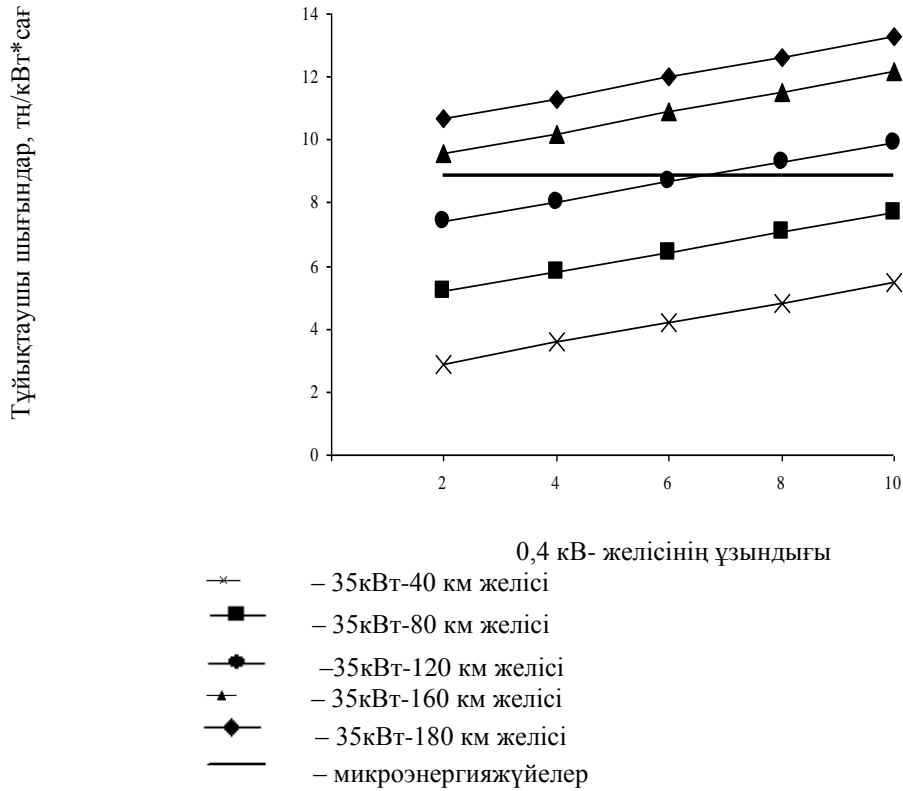 Тұйықтаушы шығындар, тң/кВт*сағ
14
12
10
8
6
4
2
0
2 4 6 8 10
0,4 кВ- желісінің ұзындығы
– 35кВт-40 км желісі
– 35кВт-80 км желісі
–35кВт-120 км желісі
– 35кВт-160 км желісі
– 35кВт-180 км желісі
– микроэнергияжүйелер